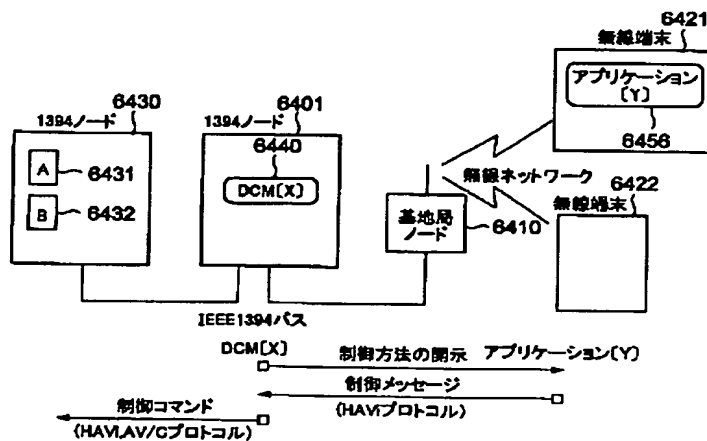 6421
無線端末
アプリケーション
〔Y〕
6456
6430
1394ノード
A
6431
B
6432
6401
1394ノード
6440
DCM〔X〕
無線ネットワーク
基地局
ノード
6410
6422
無線端末
IEEE1394バス
DCM〔X〕
制御方法の開示
アプリケーション〔Y〕
制御メッセージ
(HAViプロトコル)
制御コマンド
(HAVi,AV/Cプロトコル)